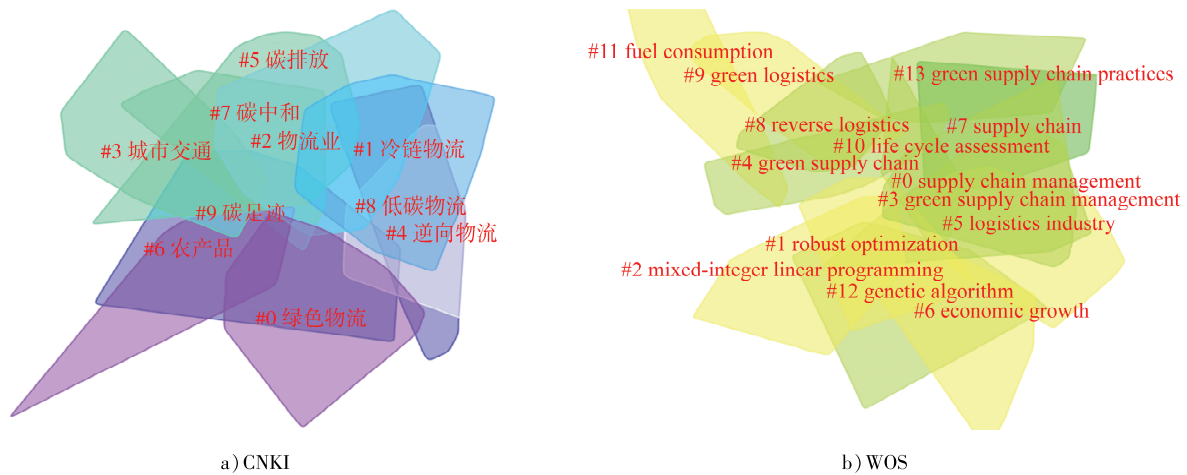 #5 碳排放
#7 碳中和
#2 物流业
#3 城市交通
#1 冷链物流
#9 碳足迹
#8 低碳物流
#4 逆向物流
#6 农产品
#0 绿色物流
a) CNKI
#11 fuel consumption
#9 green logistics
#13 green supply chain practices
#8 reverse logistics
#7 supply chain
#10 life cycle assessment
#4 green supply chain
#0 supply chain management
#3 green supply chain management
#5 logistics industry
#1 robust optimization
#2 mixed-integer linear programming
#12 genetic algorithm
#6 economic growth
b) WOS